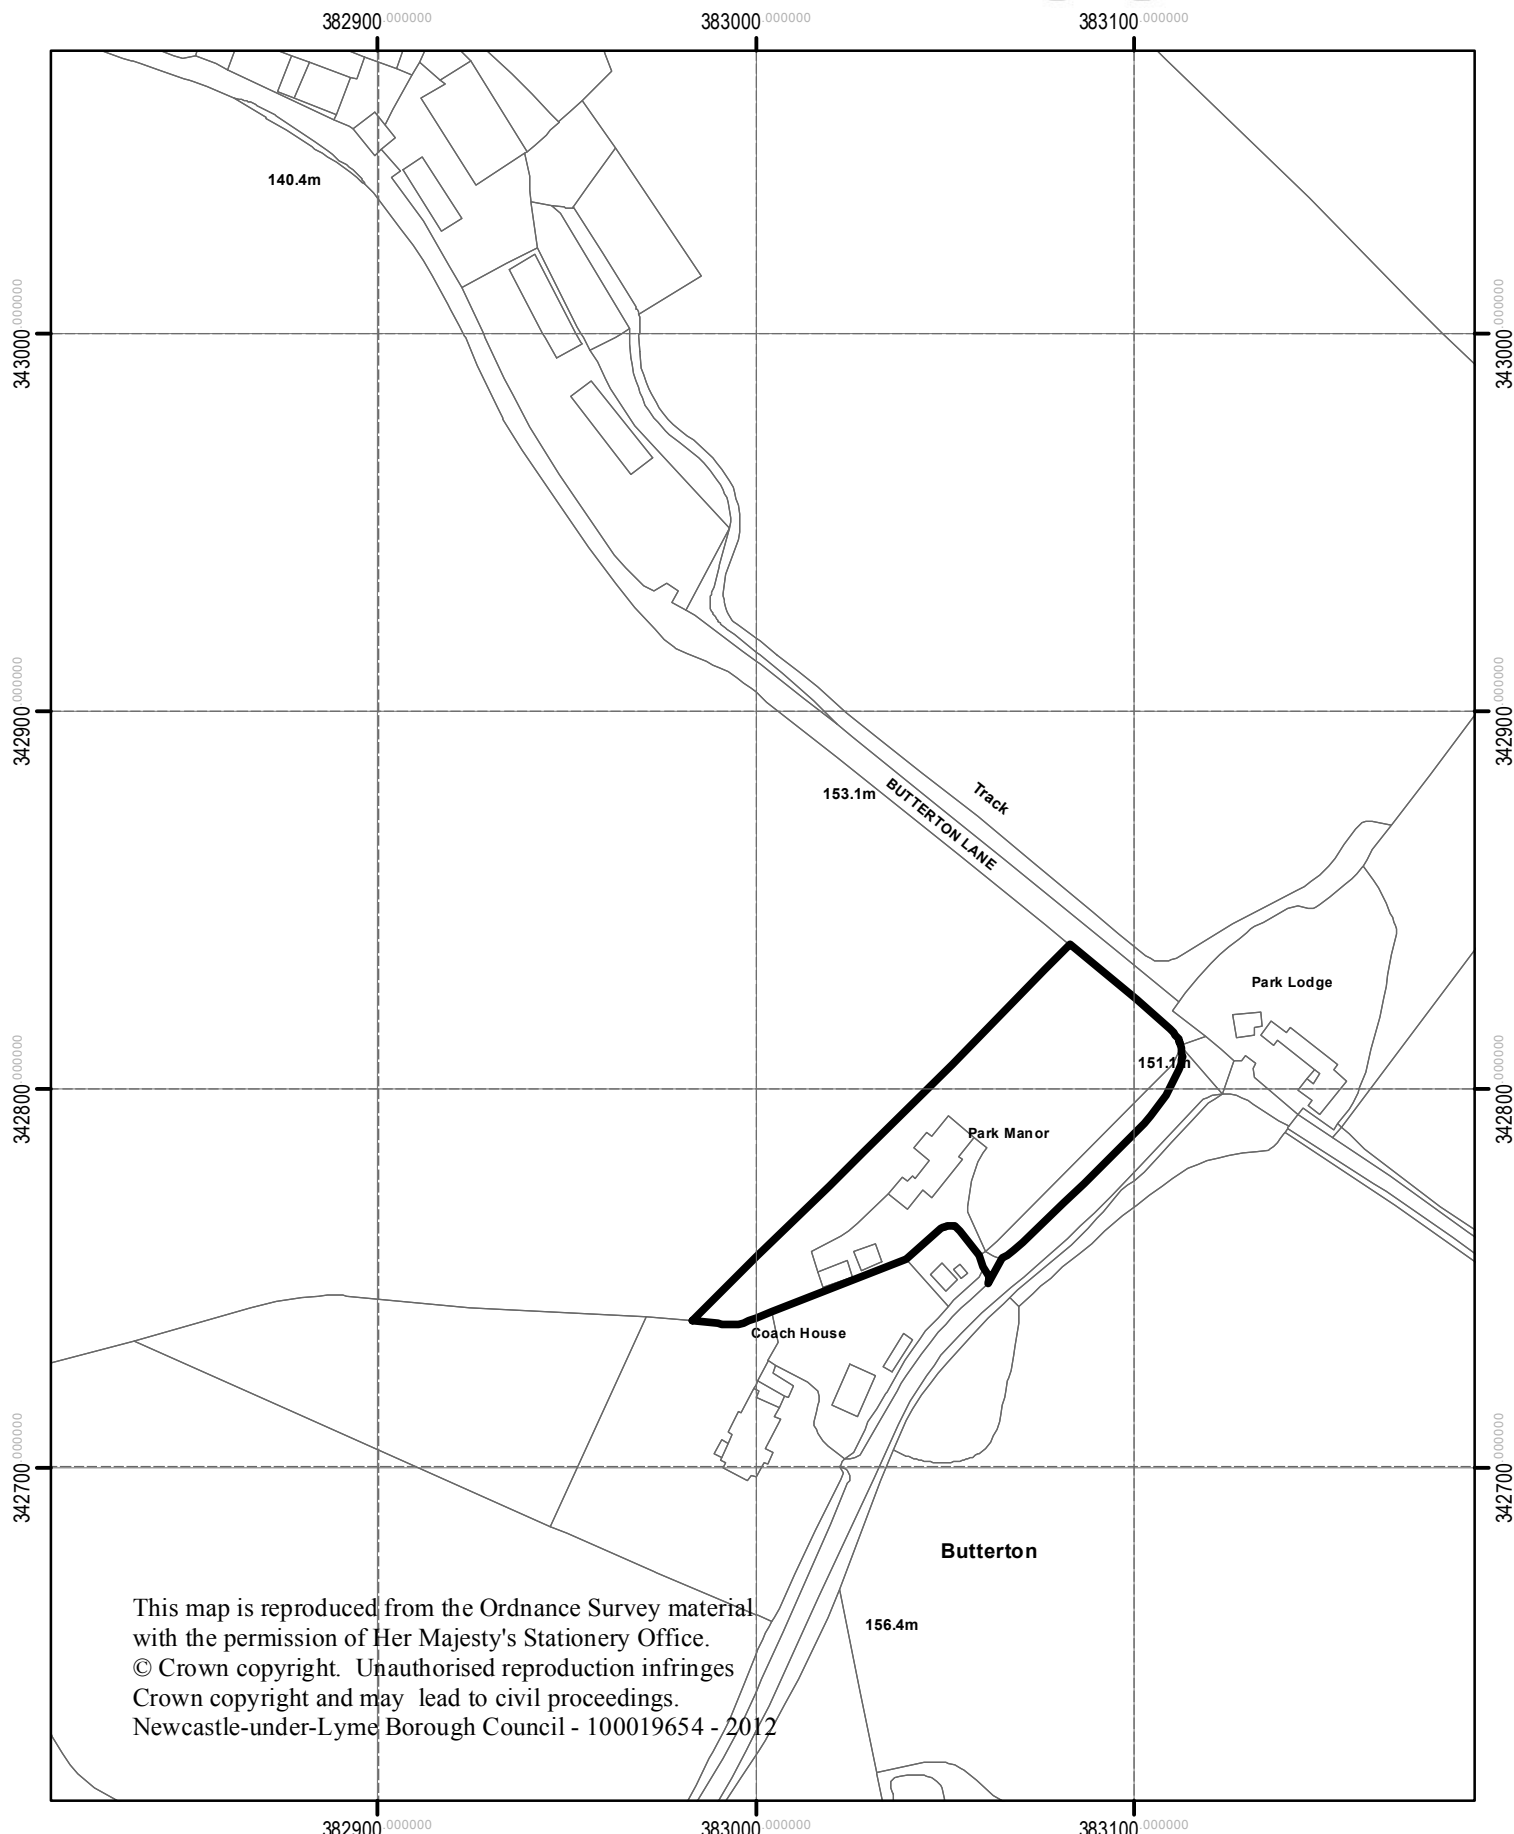 382900.000000 383000.000000 383100.000000
140.4m
343000.000000 343000.000000
342900.000000 342900.000000
Track
153.1m
BUTTERTON LANE
Park Lodge
151.1m
342800.000000 342800.000000
Park Manor
Coach House
342700.000000 342700.000000
Butterton
156.4m
This map is reproduced from the Ordnance Survey material
with the permission of Her Majesty's Stationery Office.
© Crown copyright. Unauthorised reproduction infringes
Crown copyright and may lead to civil proceedings.
Newcastle-under-Lyme Borough Council - 100019654 - 2012
382900.000000 383000.000000 383100.000000